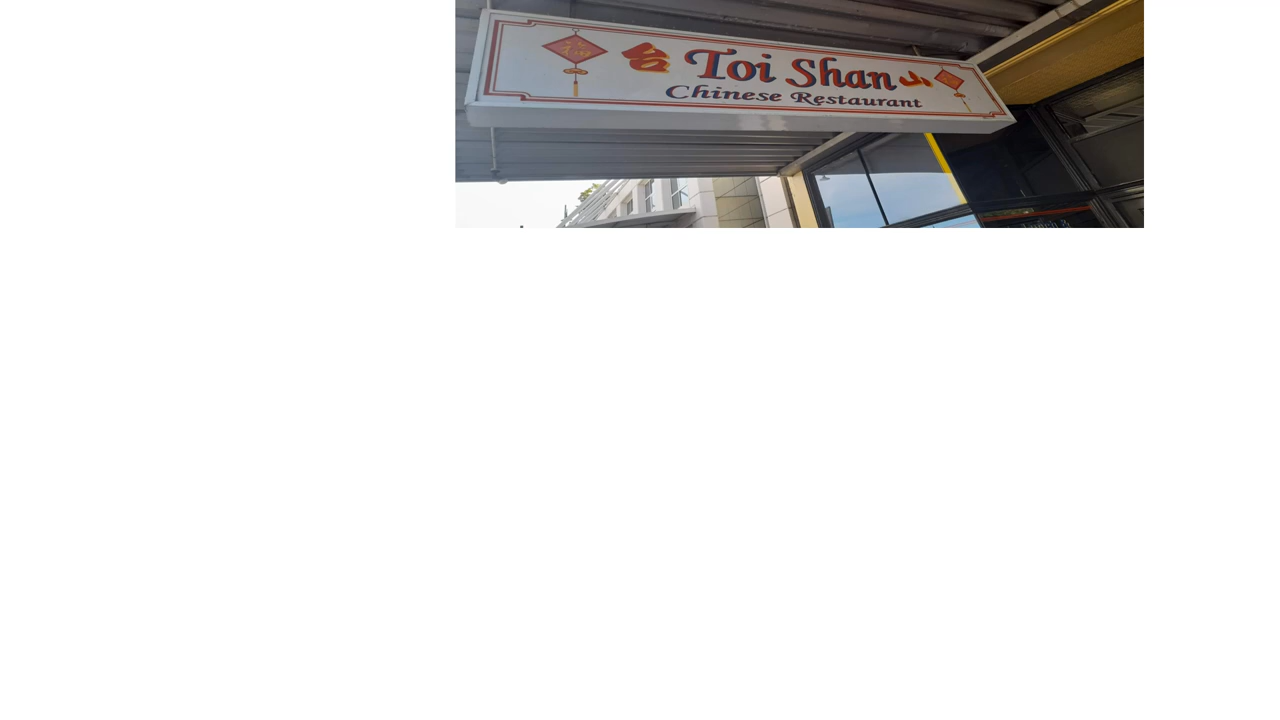 台 Toi Shan 山
Chinese Restaurant